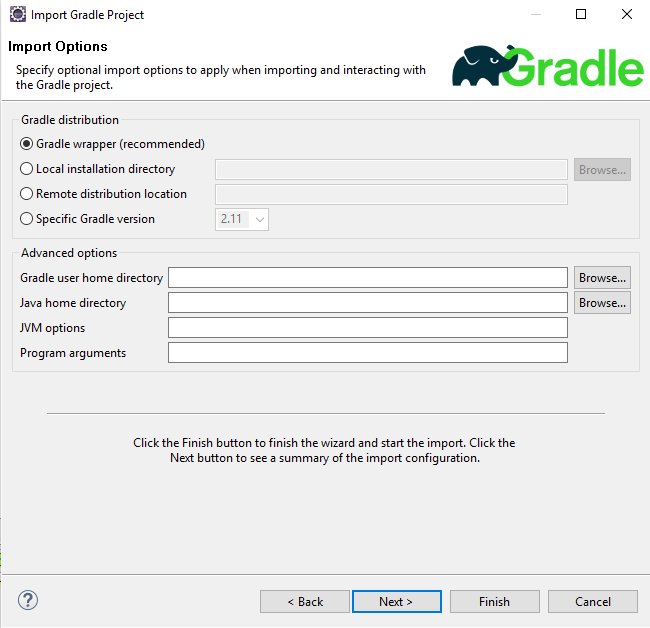 Import Gradle Project
Import Options
Specify optional import options to apply when importing and interacting with
the Gradle project.
Gradle
Gradle distribution
Gradle wrapper (recommended)
Local installation directory
Browse...
Remote distribution location
Specific Gradle version
2.11
Advanced options
Gradle user home directory
Browse...
Java home directory
Browse...
JVM options
Program arguments
Click the Finish button to finish the wizard and start the import. Click the
Next button to see a summary of the import configuration.
?
< Back
Next >
Finish
Cancel